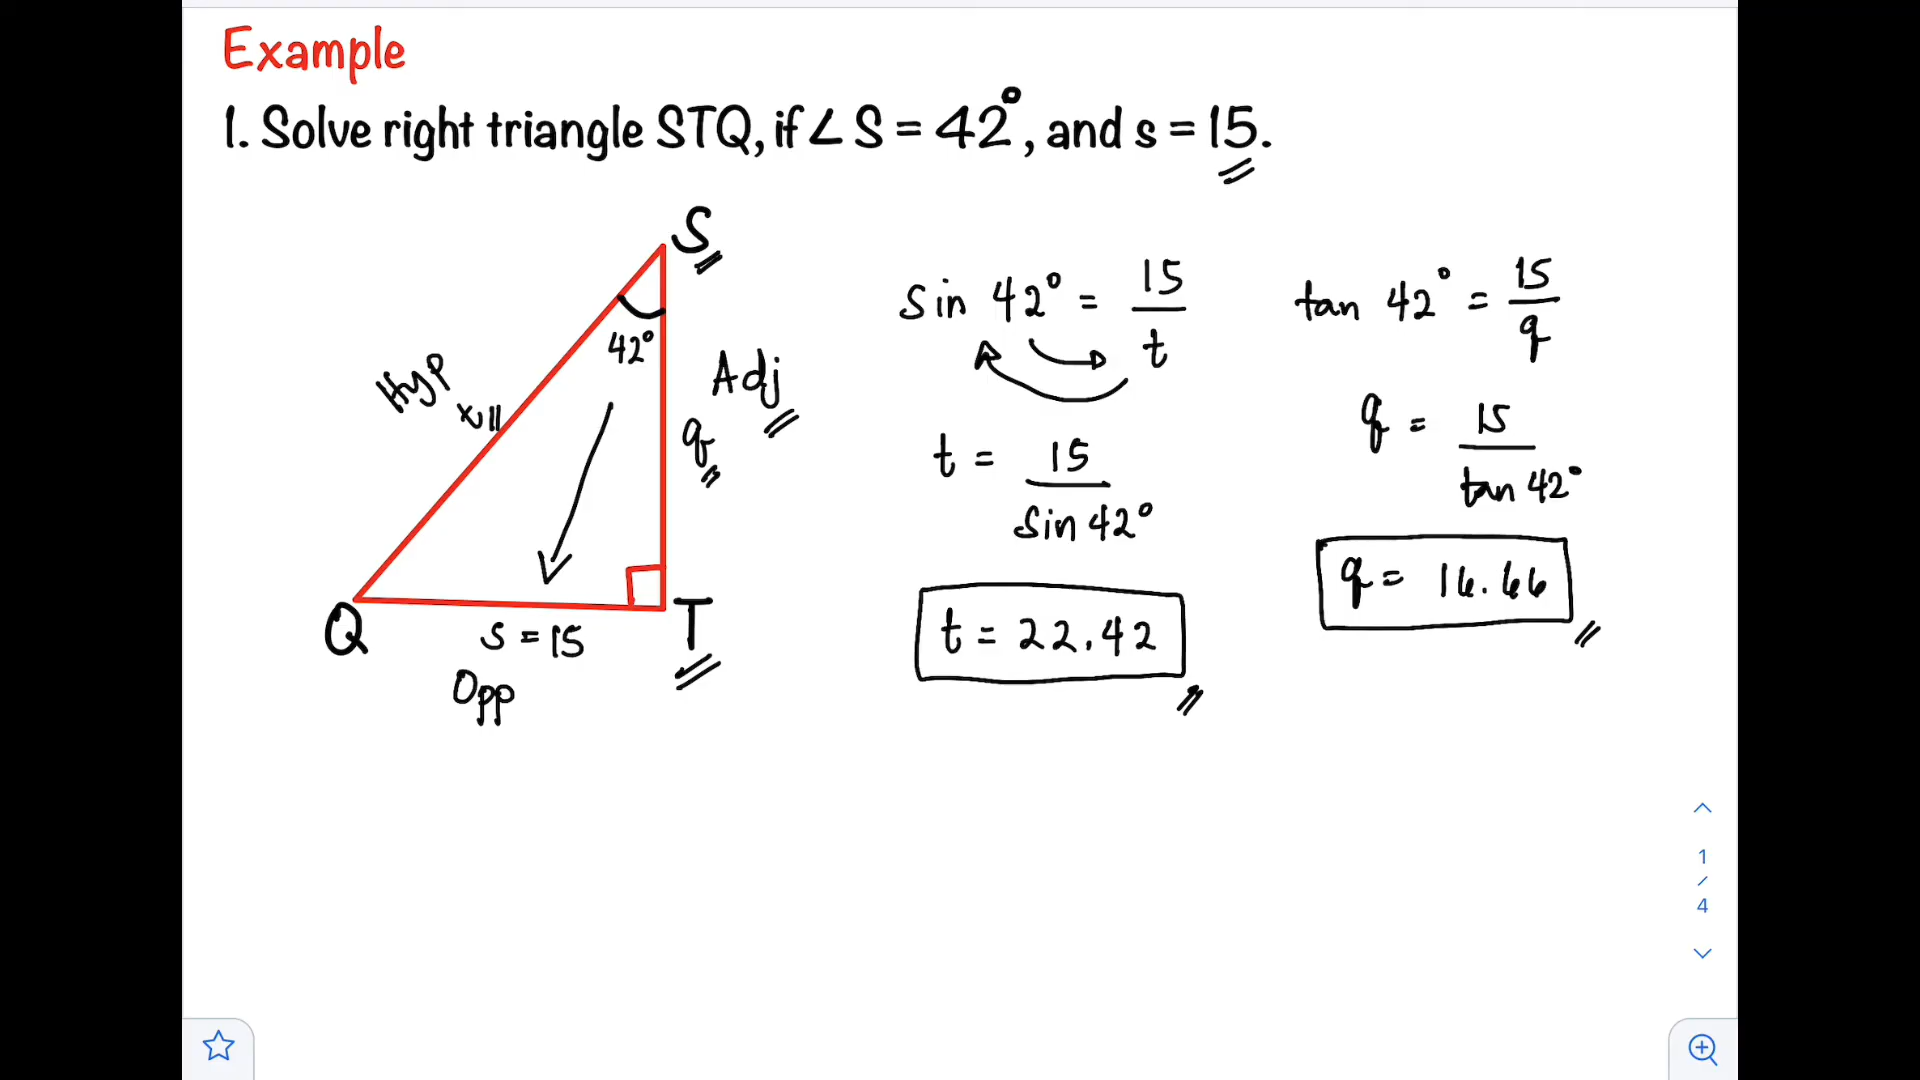 Example
1. Solve right triangle STQ, if ∠ S = 42°, and s = 15.
S
42°
Hyp
Adj
q
Q
s = 15
T
Opp
sin 42° = 15/t
t = 15/sin 42°
t = 22.42
tan 42° = 15/q
q = 15/tan 42°
q = 16.66
1
/
4